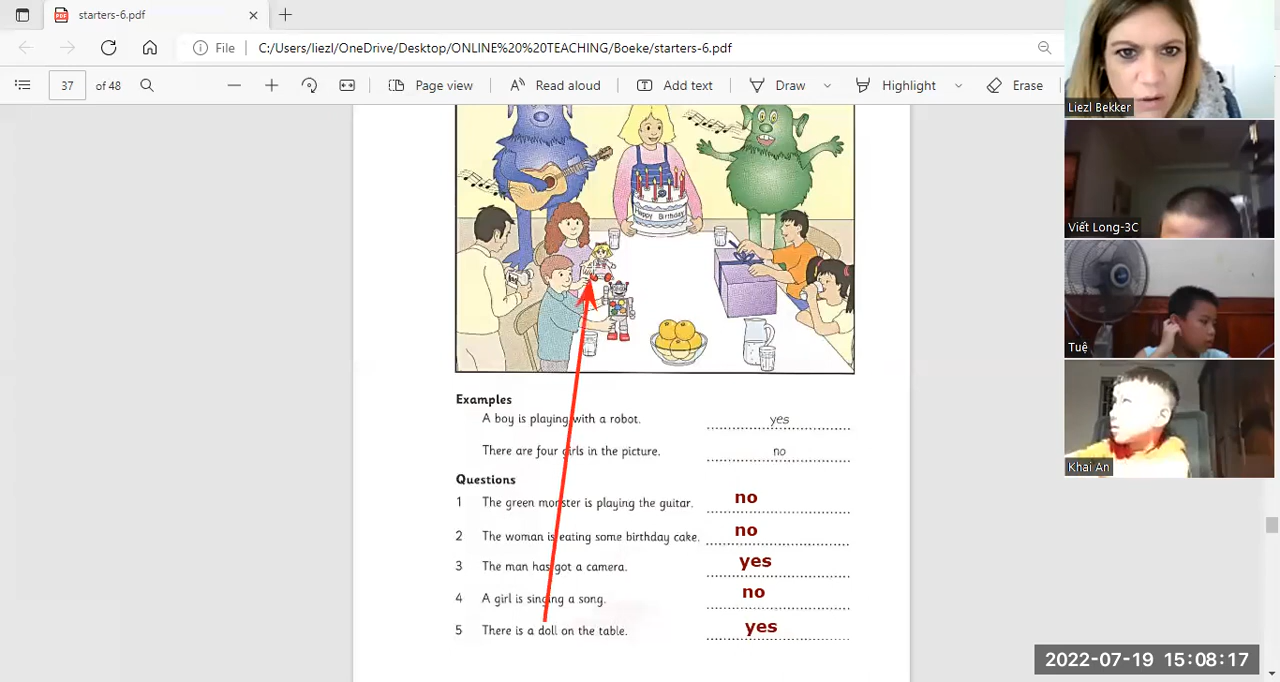 starters-6.pdf
File C:/Users/liezl/OneDrive/Desktop/ONLINE%20%20TEACHING/Boeke/starters-6.pdf
37 of 48 Page view Read aloud Add text Draw Highlight Erase
Liezl Bekker
Viết Long-3C
Tuệ
Khai An
Happy Birthday
Examples
A boy is playing with a robot. yes
There are four girls in the picture. no
Questions
1 The green monster is playing the guitar. no
2 The woman is eating some birthday cake. no
3 The man has got a camera. yes
4 A girl is singing a song. no
5 There is a doll on the table. yes
2022-07-19 15:08:17